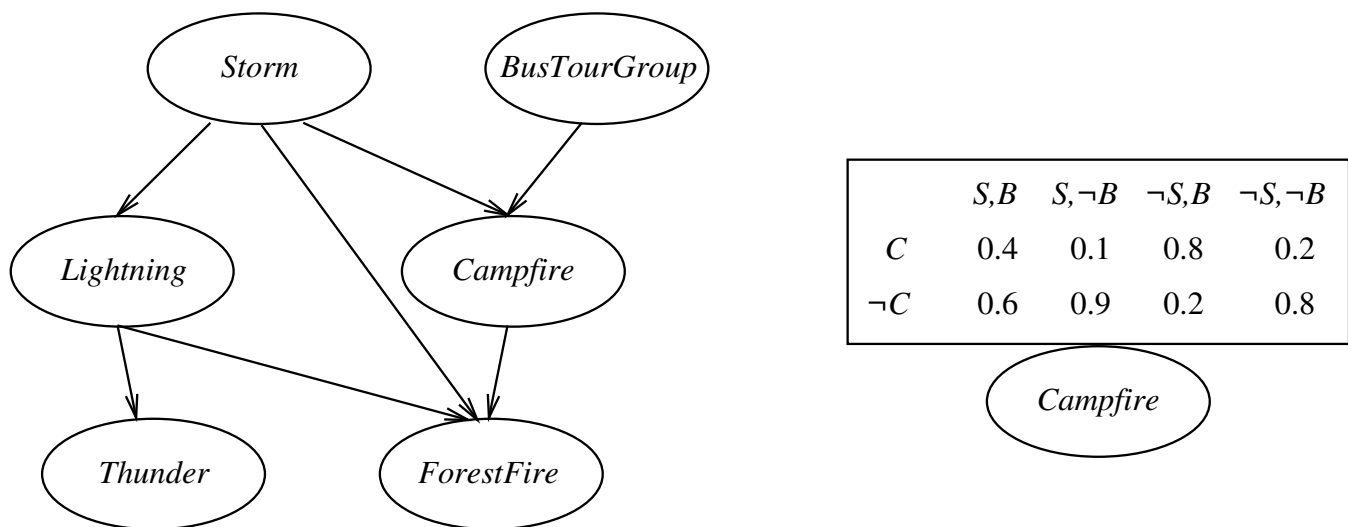 Storm BusTourGroup
S,B S,¬B ¬S,B ¬S,¬B
C 0.4 0.1 0.8 0.2
¬C 0.6 0.9 0.2 0.8
Lightning Campfire
Campfire
Thunder ForestFire